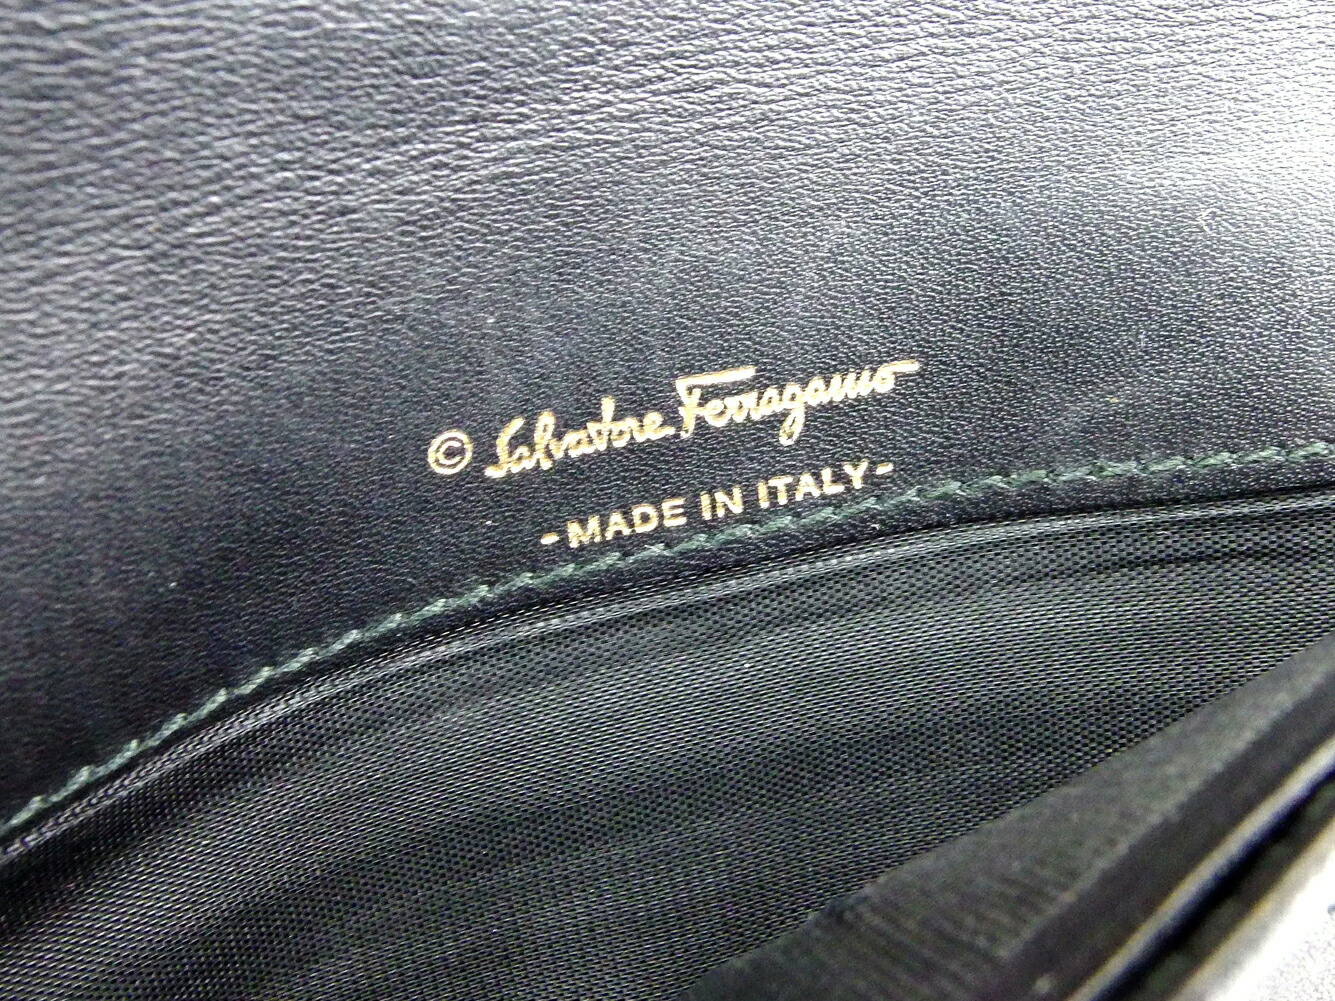 © Salvatore Ferragamo
-MADE IN ITALY-